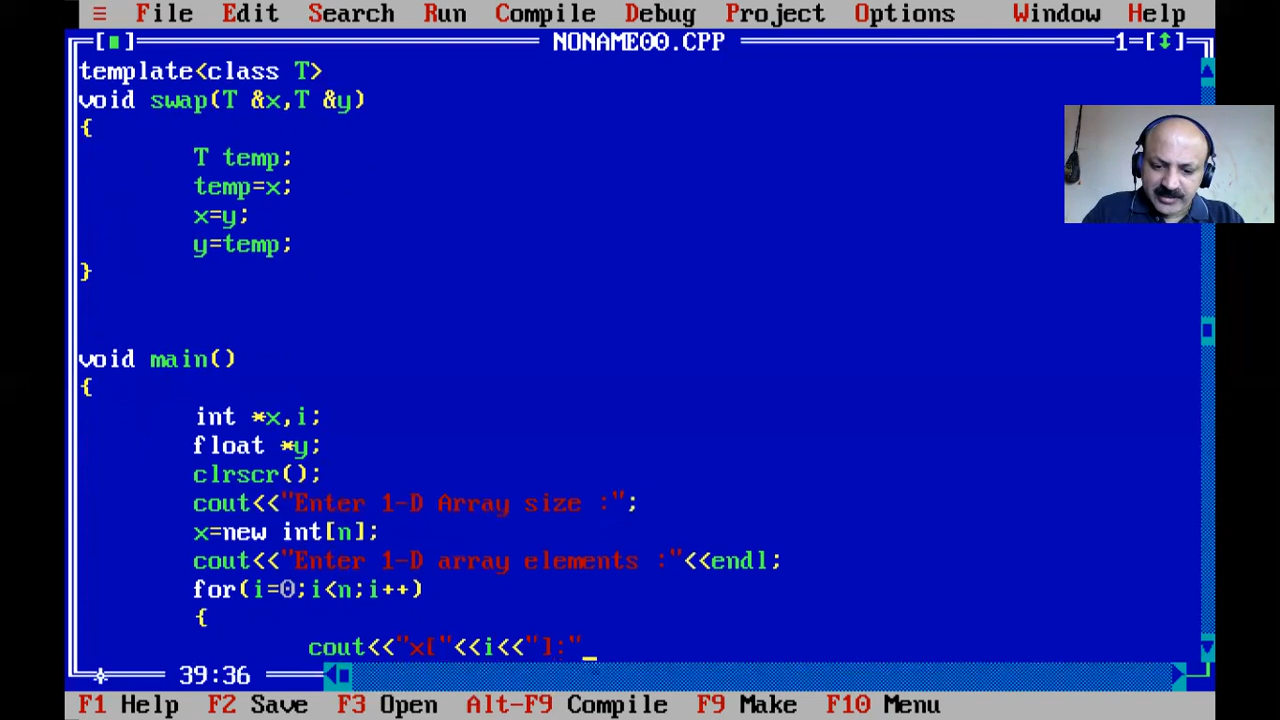 ≡ File Edit Search Run Compile Debug Project Options Window Help
[■] NONAME00.CPP 1=[↕]
template<class T>
void swap(T &x,T &y)
{
T temp;
temp=x;
x=y;
y=temp;
}
void main()
{
int *x,i;
float *y;
clrscr();
cout<<"Enter 1-D Array size :";
x=new int[n];
cout<<"Enter 1-D array elements :"<<endl;
for(i=0;i<n;i++)
{
cout<<"x["<<i<<"]:"_
39:36
F1 Help F2 Save F3 Open Alt-F9 Compile F9 Make F10 Menu